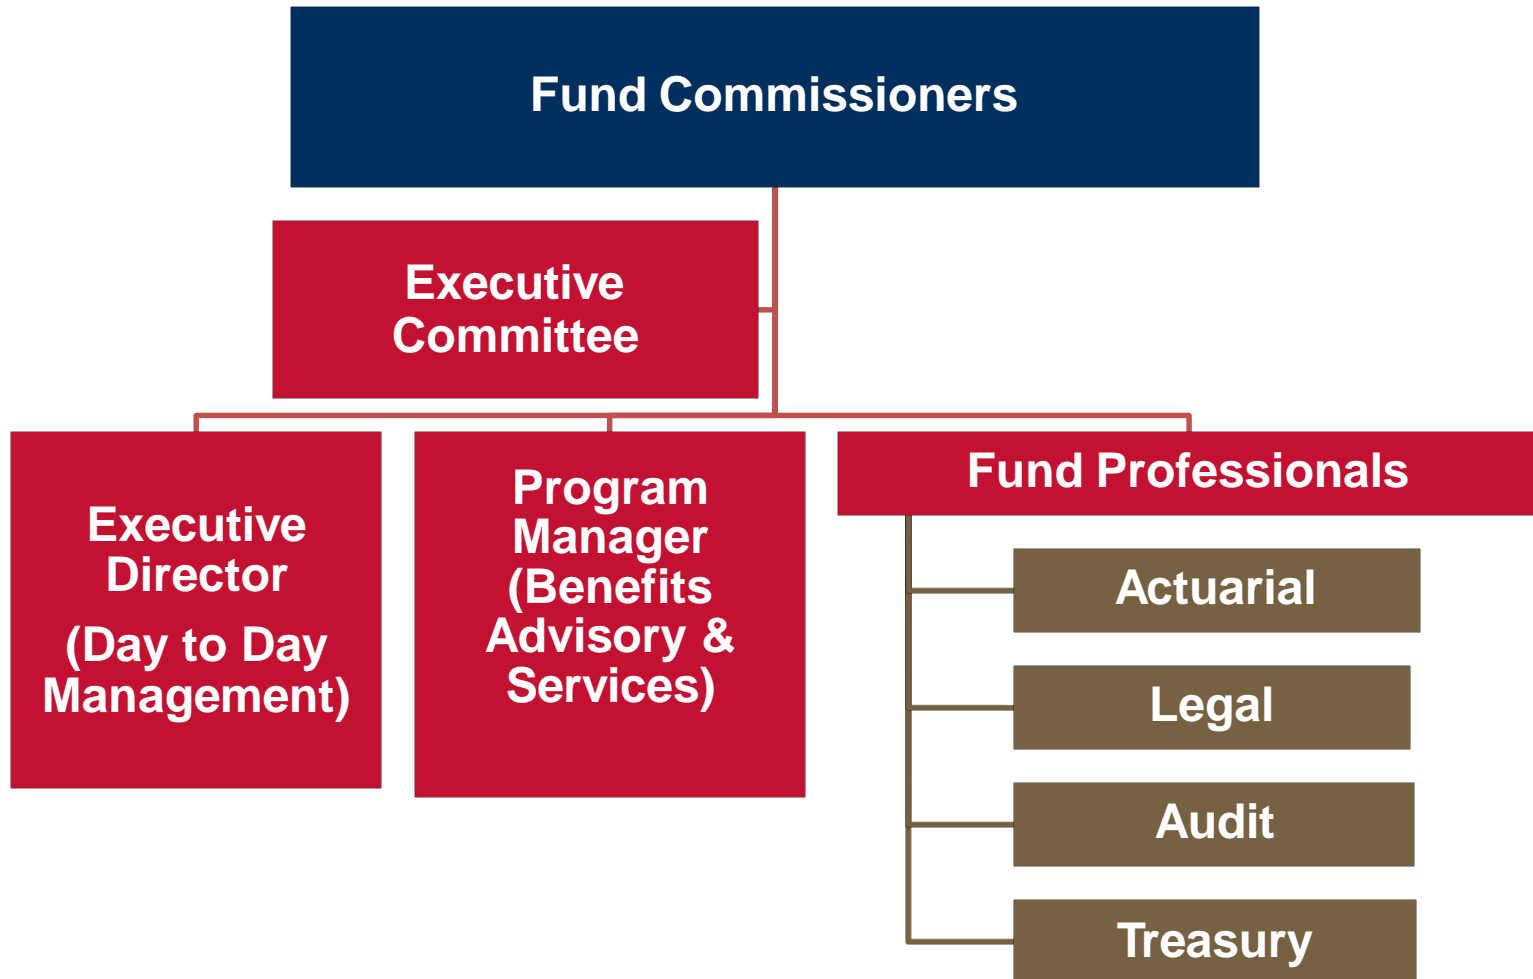 Fund Commissioners
Executive
Committee
Executive
Director
(Day to Day
Management)
Program
Manager
(Benefits
Advisory &
Services)
Fund Professionals
Actuarial
Legal
Audit
Treasury